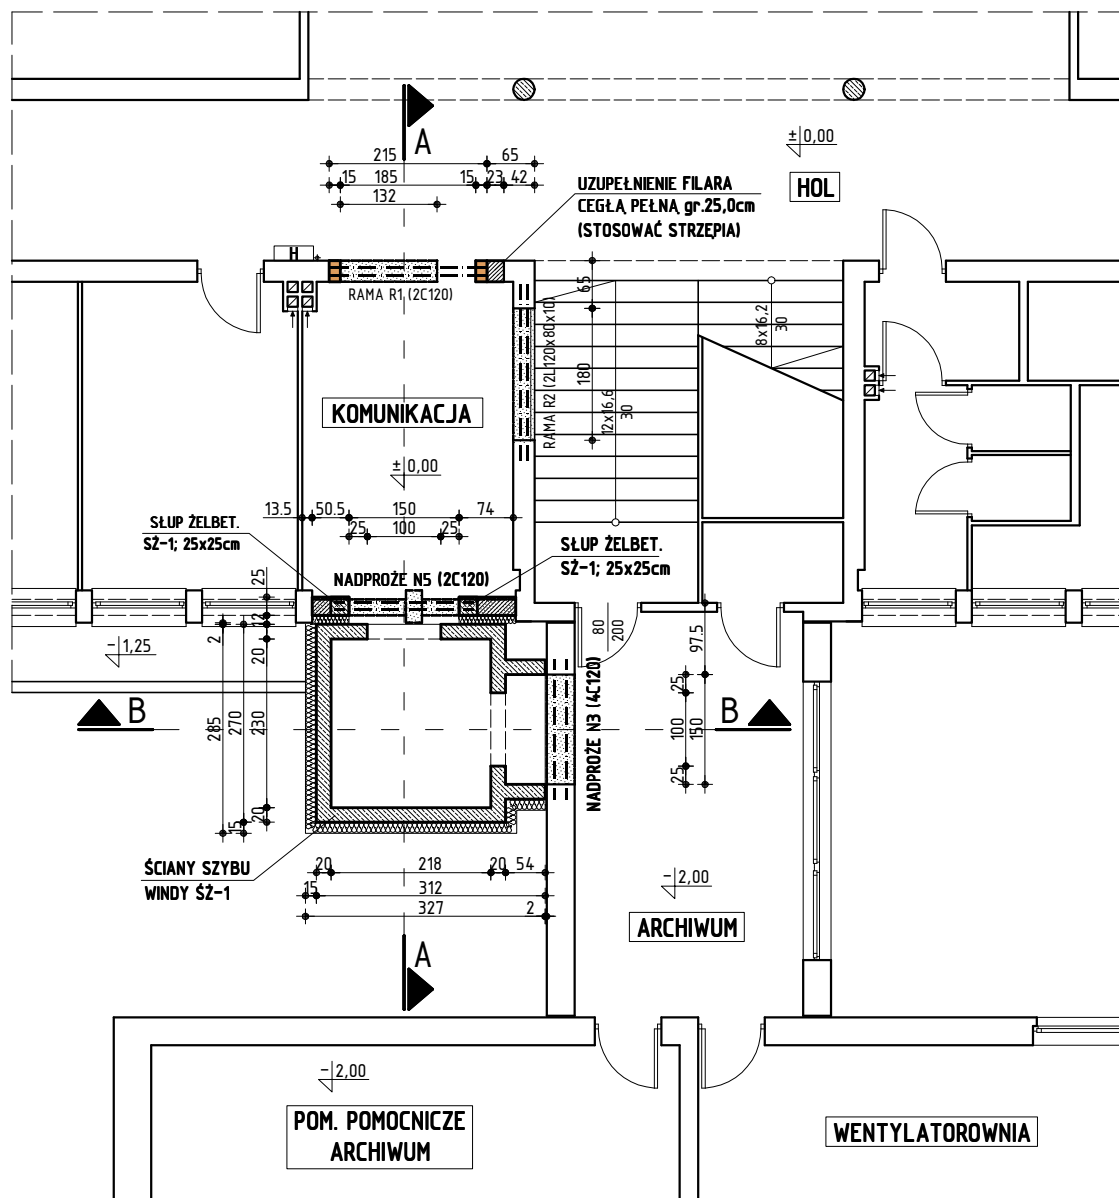 ± 0,00
HOL
A
215 65
15 185 15 23 42
132
UZUPEŁNIENIE FILARA
CEGŁĄ PEŁNĄ gr.25,0cm
(STOSOWAĆ STRZĘPIA)
H
RAMA R1 (2C120)
RAMA R2 (2L120x80x10)
65
180
12x16,6
30
8x16,2
30
KOMUNIKACJA
± 0,00
13.5 50.5 150 74
25 100 25
SŁUP ŻELBET.
SŻ-1; 25x25cm
NADPROŻE N5 (2C120)
SŁUP ŻELBET.
SŻ-1; 25x25cm
25
12
2
20
285
270
230
20
15
- 1,25
80
200
97.5
25
100
150
25
NADPROŻE N3 (4C120)
B
B
ŚCIANY SZYBU
WINDY ŚŻ-1
20 218 20 54
15 312
327 2
- 2,00
ARCHIWUM
A
- 2,00
POM. POMOCNICZE
ARCHIWUM
WENTYLATOROWNIA